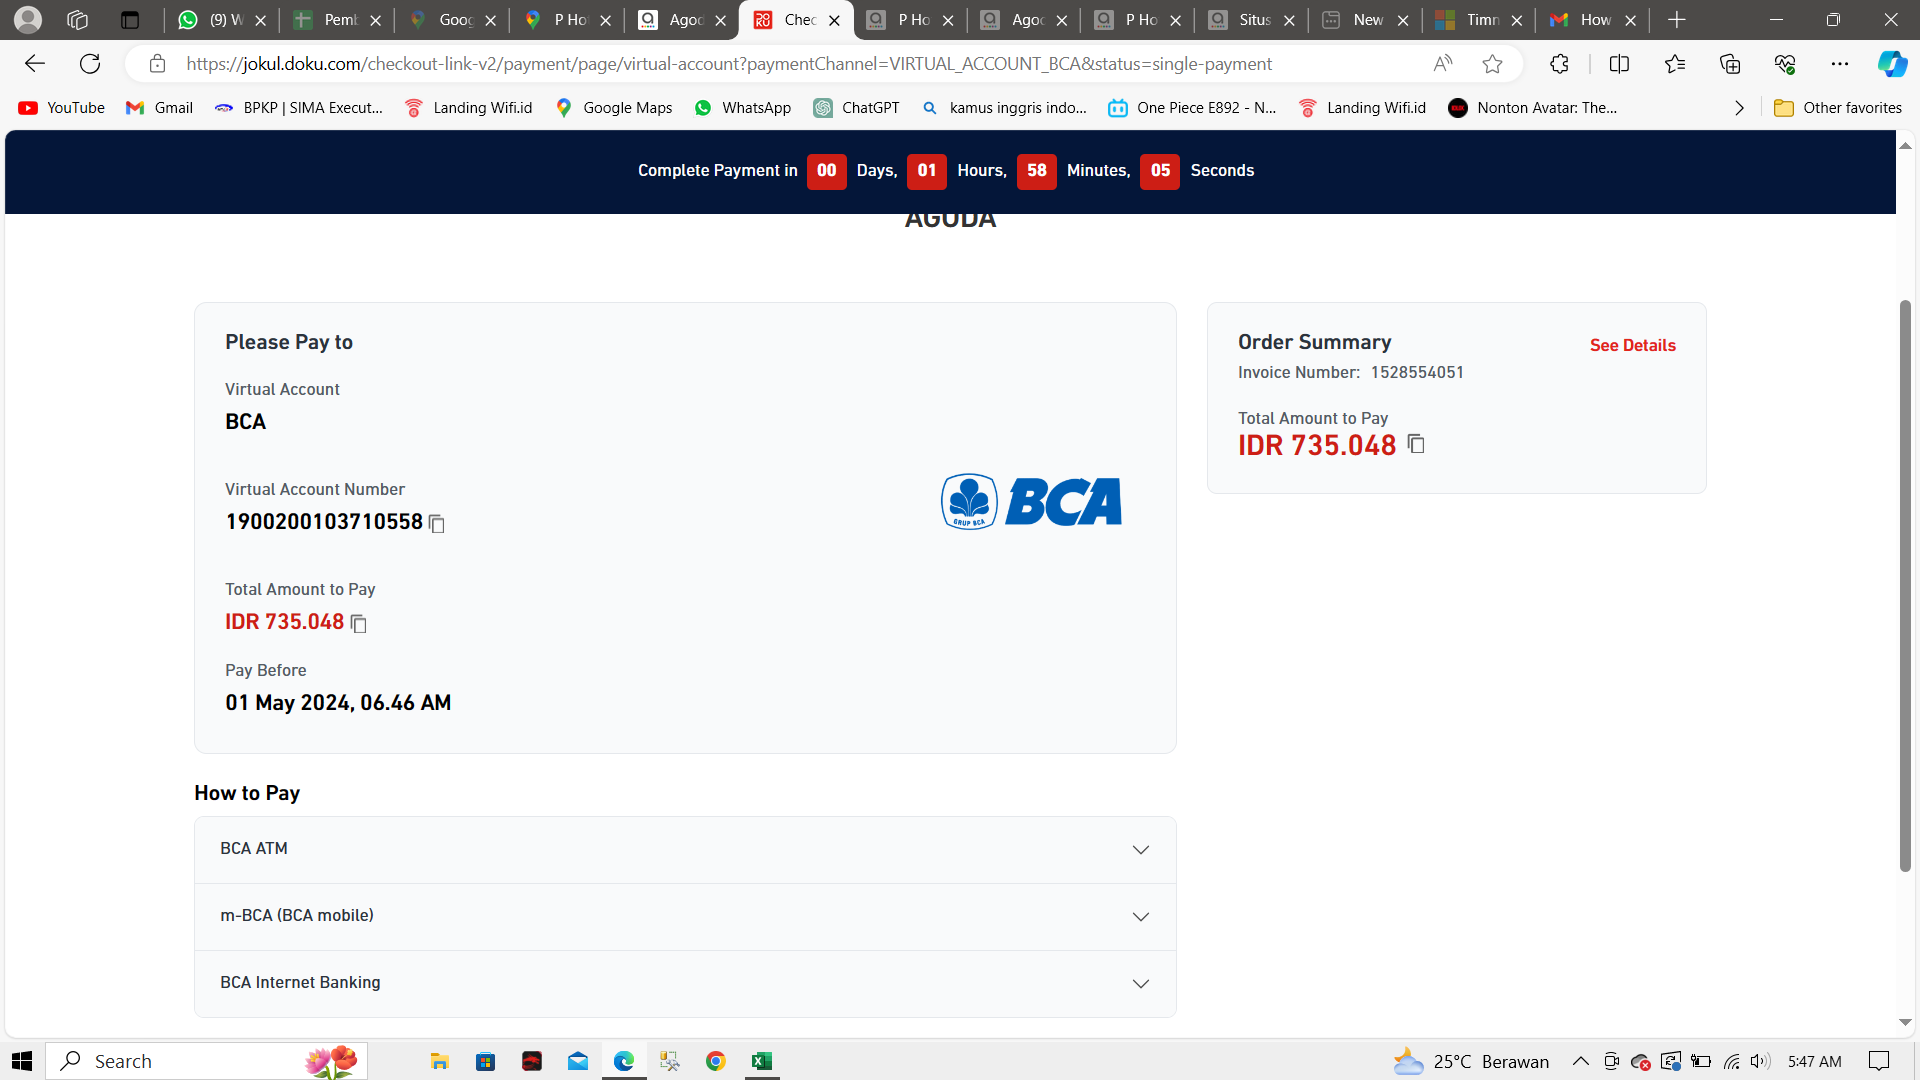 (9) W
Pemb
Goog
P Ho
Agod
Chec
P Ho
Agoc
P Ho
Situs
New
Timn
How
https://jokul.doku.com/checkout-link-v2/payment/page/virtual-account?paymentChannel=VIRTUAL_ACCOUNT_BCA&status=single-payment
YouTube
Gmail
BPKP | SIMA Execut...
Landing Wifi.id
Google Maps
WhatsApp
ChatGPT
kamus inggris indo...
One Piece E892 - N...
Landing Wifi.id
Nonton Avatar: The...
Other favorites
Complete Payment in 00 Days, 01 Hours, 58 Minutes, 05 Seconds
AGODA
Please Pay to
Virtual Account
BCA
Virtual Account Number
1900200103710558
GRUP BCA
BCA
Total Amount to Pay
IDR 735.048
Pay Before
01 May 2024, 06.46 AM
Order Summary
See Details
Invoice Number: 1528554051
Total Amount to Pay
IDR 735.048
How to Pay
BCA ATM
m-BCA (BCA mobile)
BCA Internet Banking
Search
25°C Berawan
5:47 AM